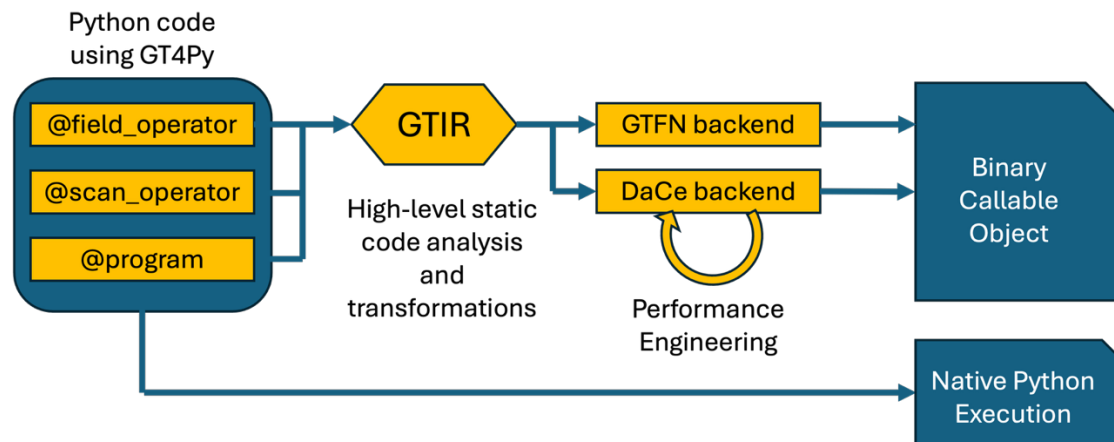 Python code
using GT4Py
@field_operator
@scan_operator
@program
GTIR
High-level static
code analysis
and
transformations
GTFN backend
DaCe backend
Performance
Engineering
Binary
Callable
Object
Native Python
Execution